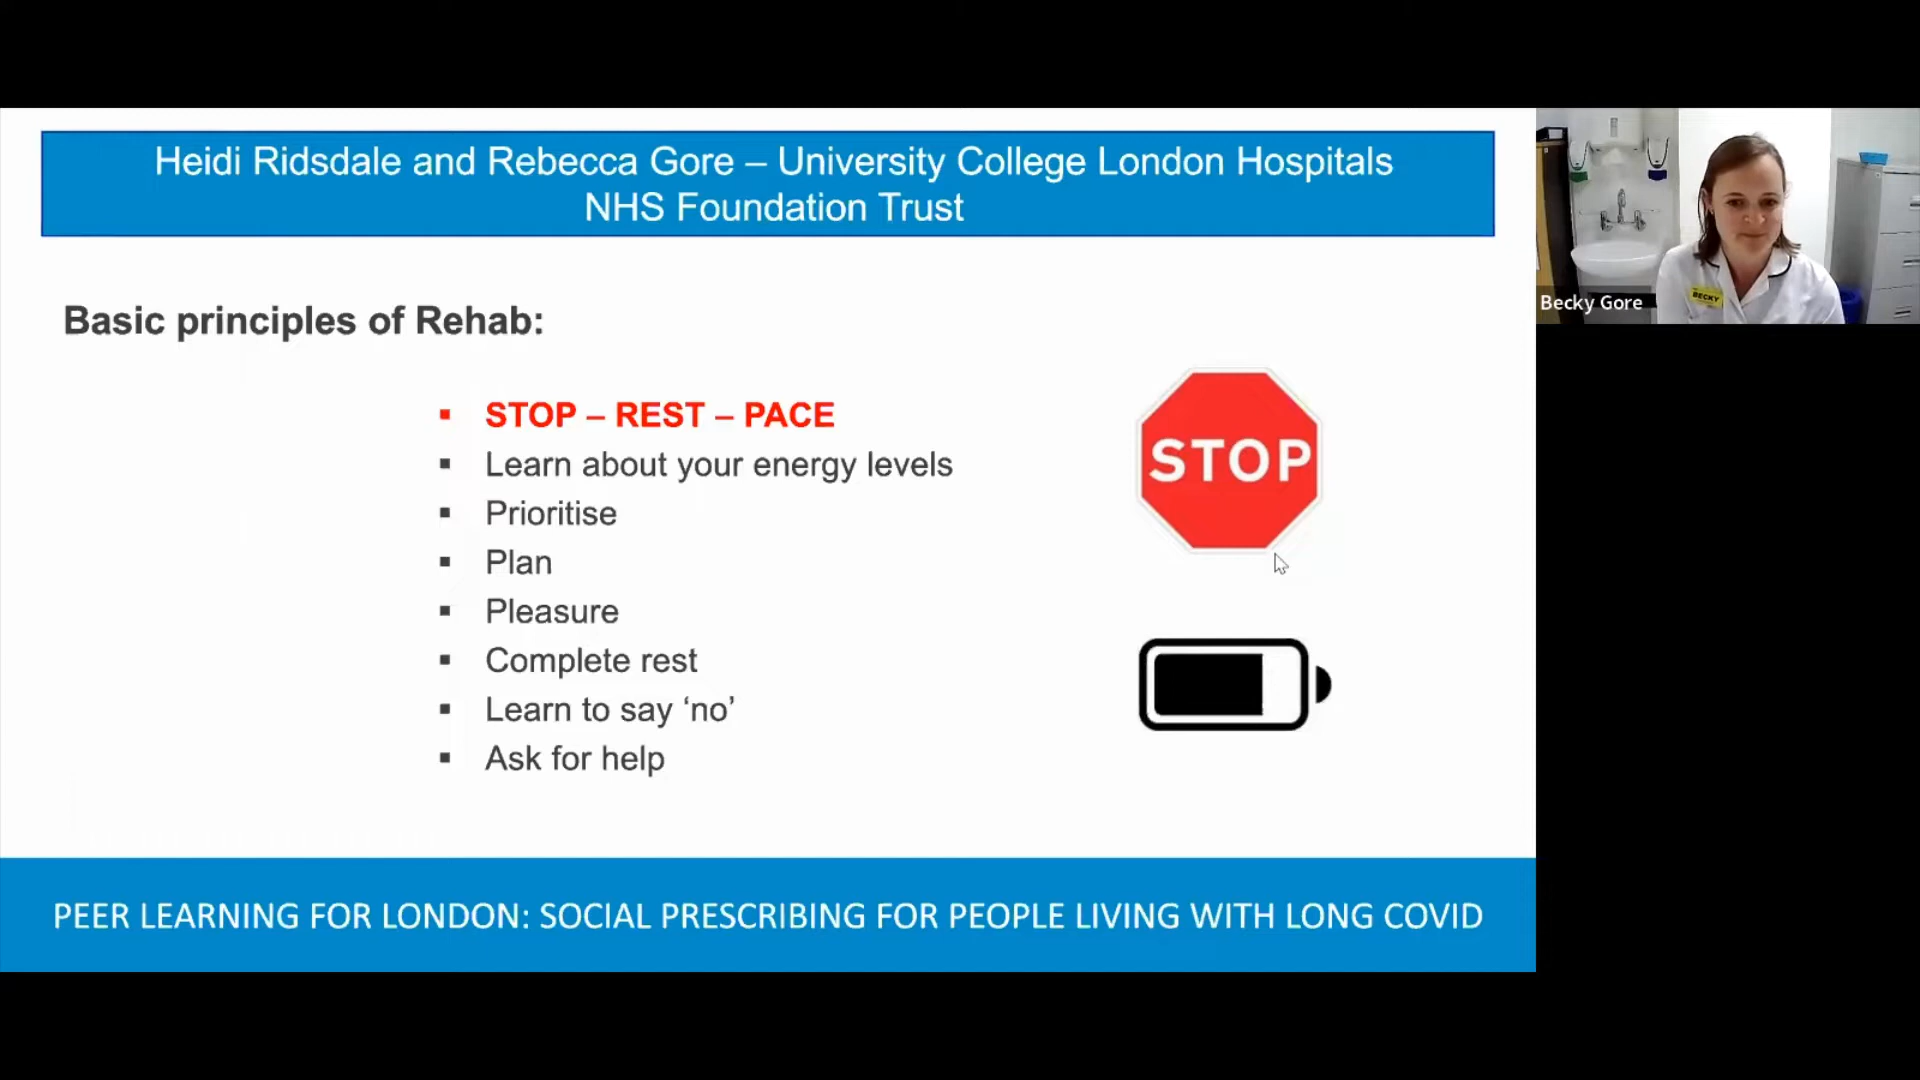 Heidi Ridsdale and Rebecca Gore – University College London Hospitals
NHS Foundation Trust
Becky Gore
BECKY
Basic principles of Rehab:
▪ STOP – REST – PACE
▪ Learn about your energy levels
▪ Prioritise
▪ Plan
▪ Pleasure
▪ Complete rest
▪ Learn to say ‘no’
▪ Ask for help
STOP
PEER LEARNING FOR LONDON: SOCIAL PRESCRIBING FOR PEOPLE LIVING WITH LONG COVID